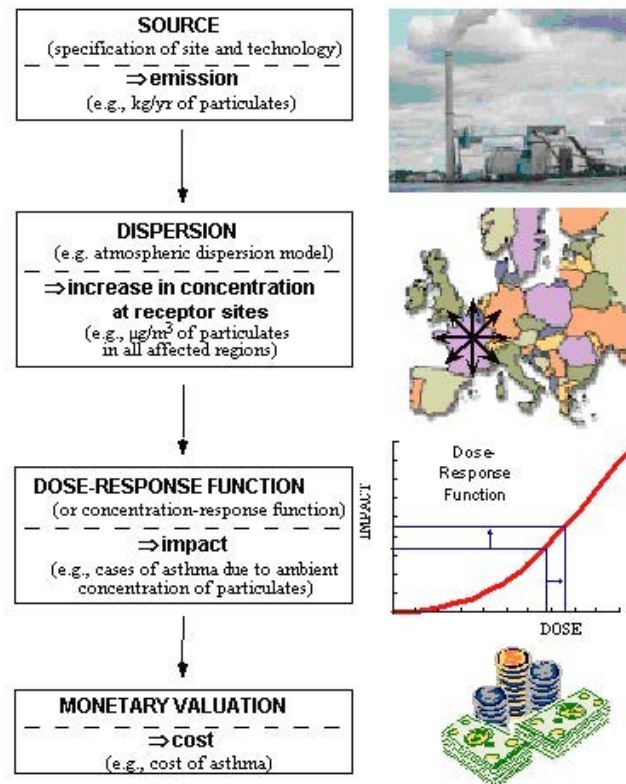 SOURCE
(specification of site and technology)
⇒emission
(e.g., kg/yr of particulates)
DISPERSION
(e.g. atmospheric dispersion model)
⇒increase in concentration
at receptor sites
(e.g., µg/m³ of particulates
in all affected regions)
DOSE-RESPONSE FUNCTION
(or concentration-response function)
⇒impact
(e.g., cases of asthma due to ambient
concentration of particulates)
Dose-
Response
Function
IMPACT
DOSE
MONETARY VALUATION
⇒cost
(e.g., cost of asthma)